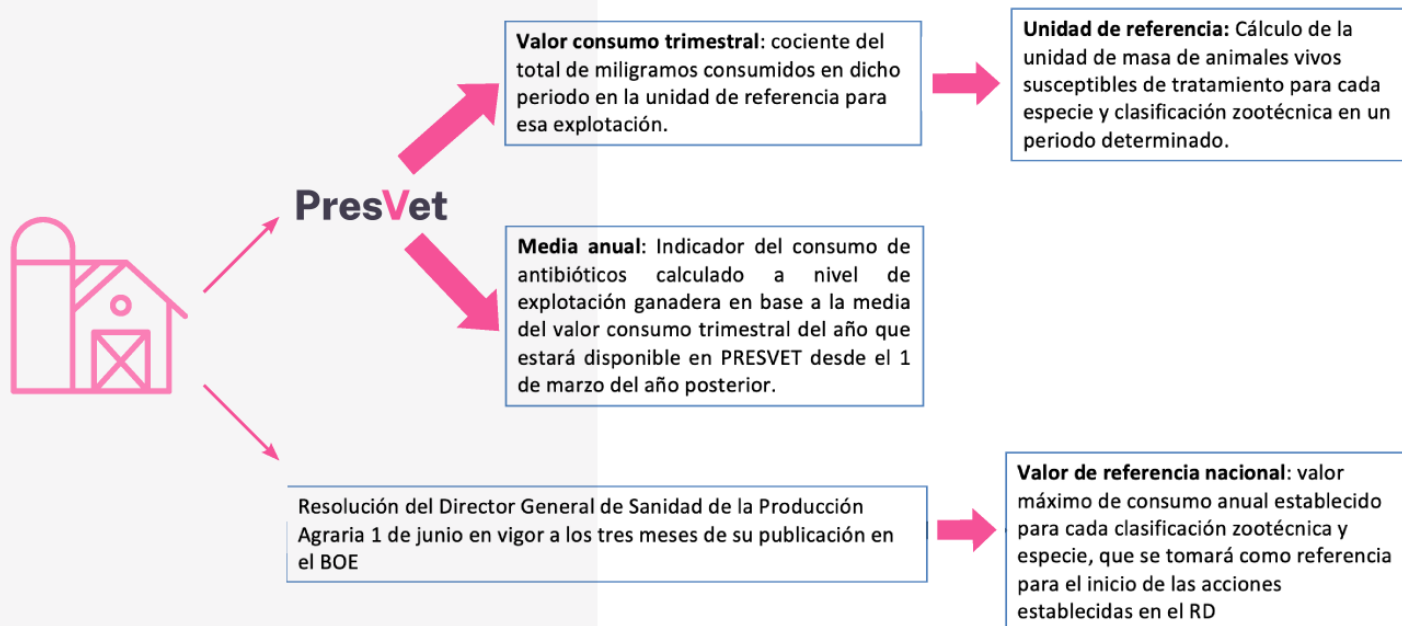 Valor consumo trimestral: cociente del
total de miligramos consumidos en dicho
periodo en la unidad de referencia para
esa explotación.
Unidad de referencia: Cálculo de la
unidad de masa de animales vivos
susceptibles de tratamiento para cada
especie y clasificación zootécnica en un
periodo determinado.
PresVet
Media anual: Indicador del consumo de
antibióticos calculado a nivel de
explotación ganadera en base a la media
del valor consumo trimestral del año que
estará disponible en PRESVET desde el 1
de marzo del año posterior.
Resolución del Director General de Sanidad de la Producción
Agraria 1 de junio en vigor a los tres meses de su publicación en
el BOE
Valor de referencia nacional: valor
máximo de consumo anual establecido
para cada clasificación zootécnica y
especie, que se tomará como referencia
para el inicio de las acciones
establecidas en el RD